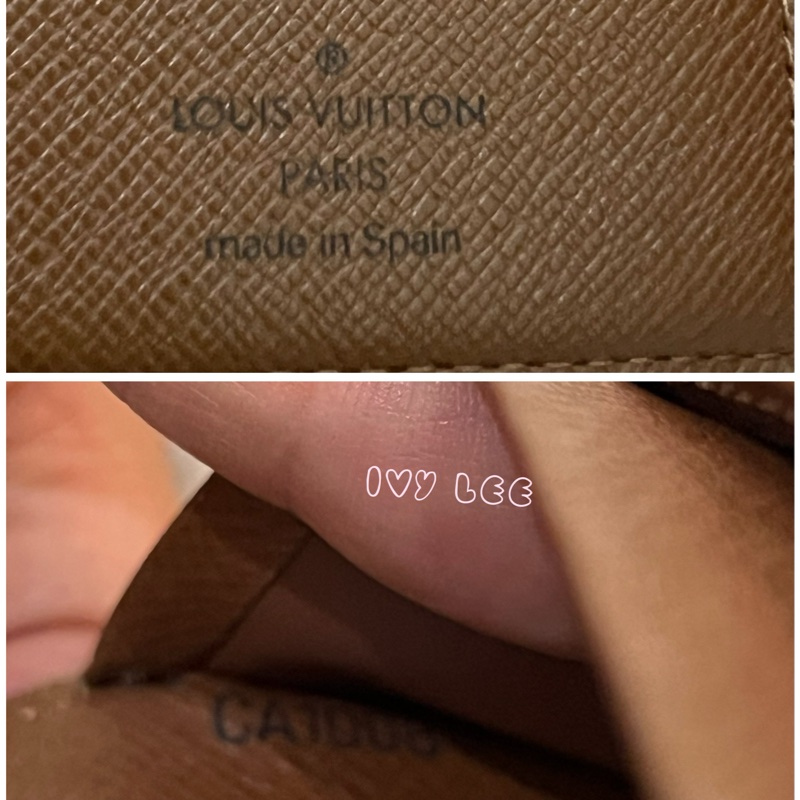 ®
LOUIS VUITTON
PARIS
made in Spain
IVY LEE